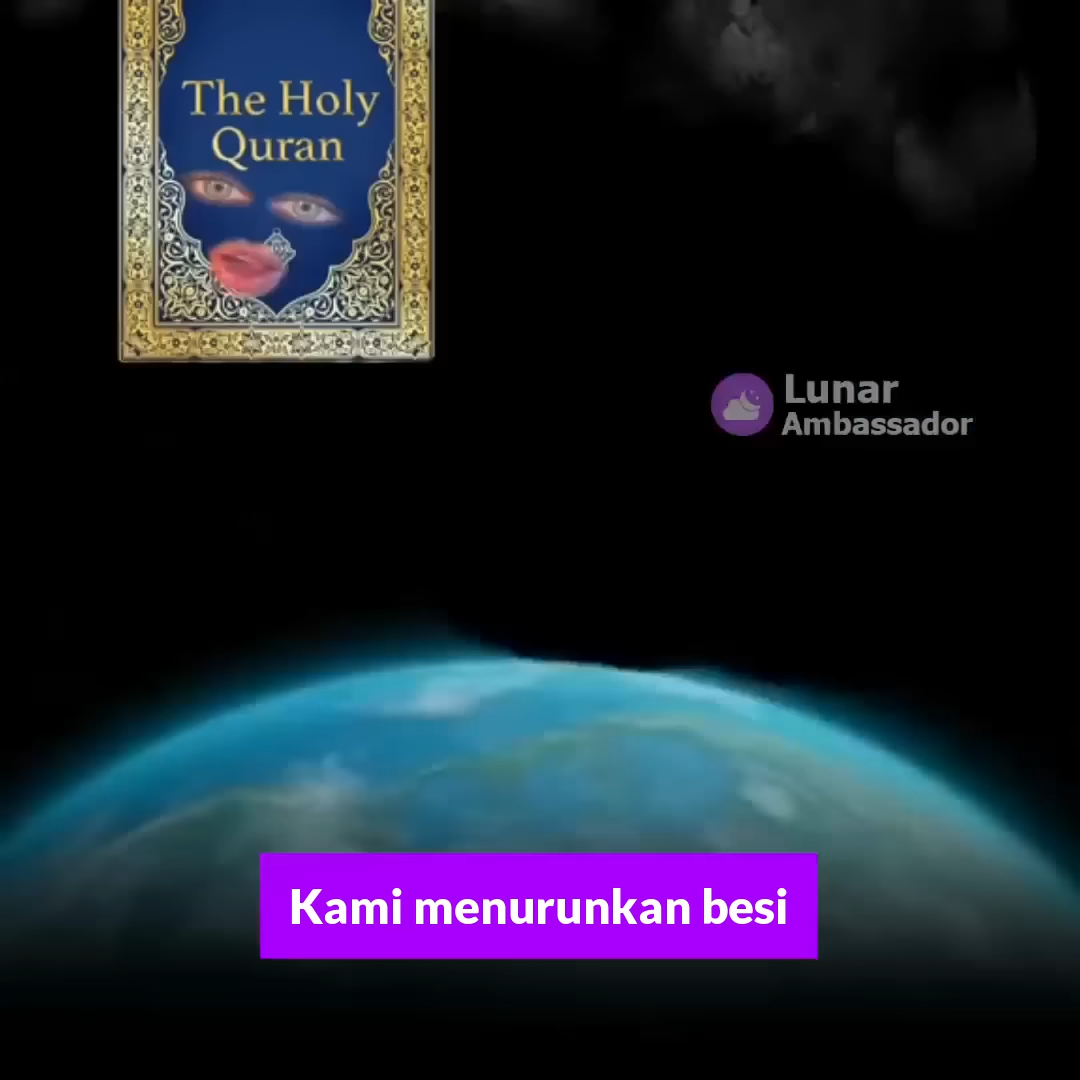 The Holy
Quran
Lunar
Ambassador
Kami menurunkan besi